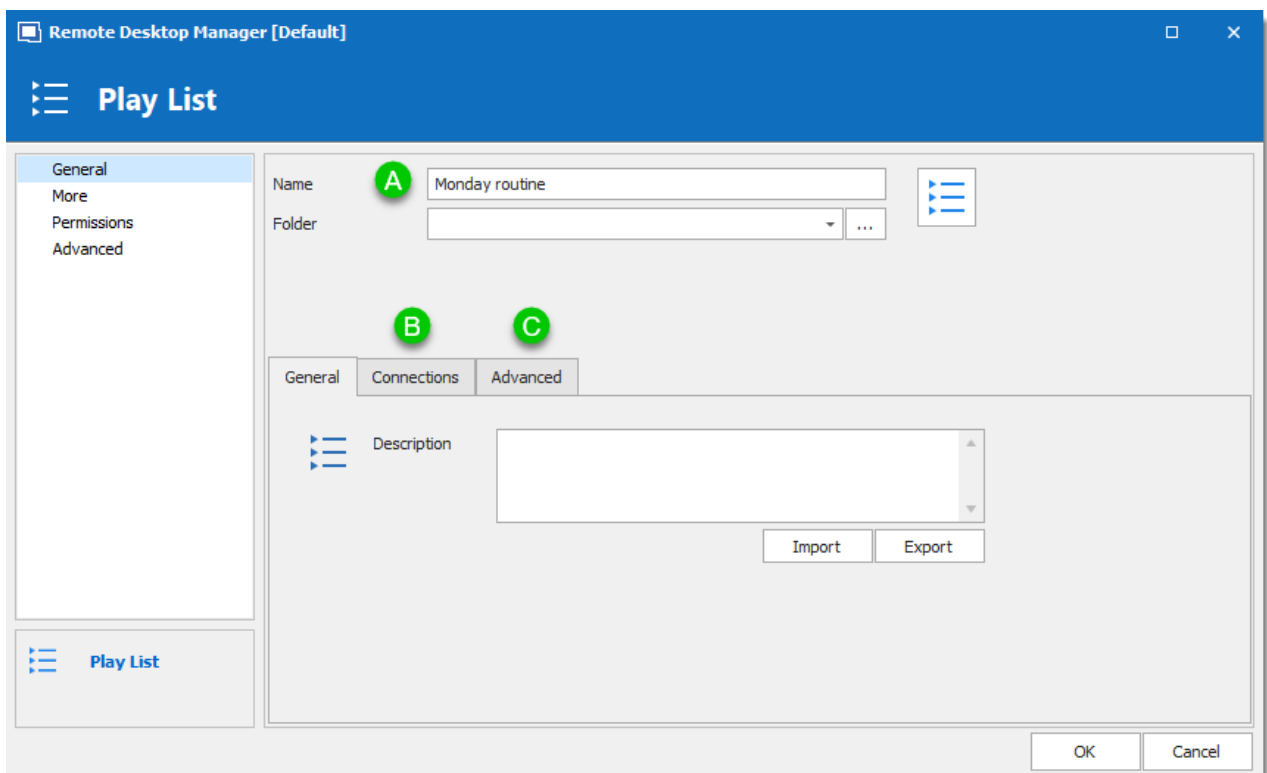 Remote Desktop Manager [Default]
Play List
General
More
Permissions
Advanced
Play List
Name A Monday routine
Folder ...
B C
General Connections Advanced
Description
Import Export
OK Cancel